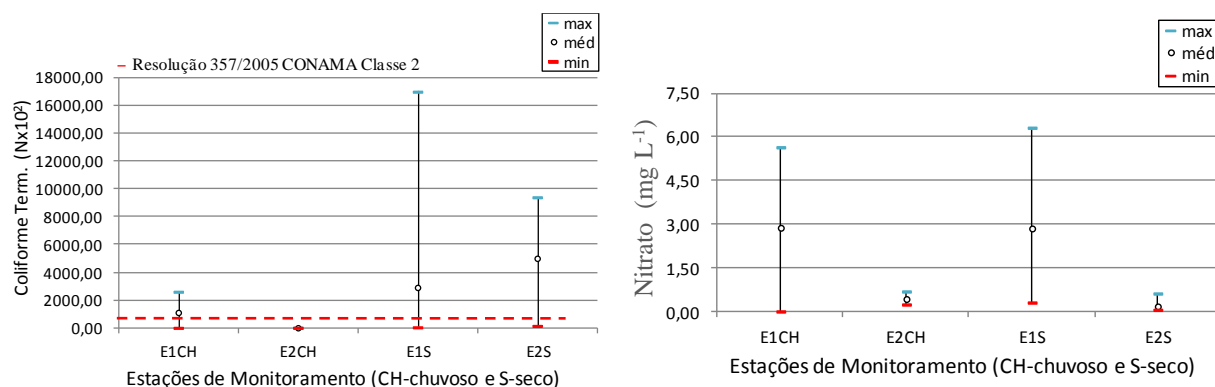 max
méd
min
– Resolução 357/2005 CONAMA Classe 2
18000,00
16000,00
14000,00
12000,00
10000,00
8000,00
6000,00
4000,00
2000,00
0,00
Coliforme Term. (Nx10²)
E1CH E2CH E1S E2S
Estações de Monitoramento (CH-chuvoso e S-seco)
max
méd
min
7,50
6,00
4,50
3,00
1,50
0,00
Nitrato (mg L⁻¹)
E1CH E2CH E1S E2S
Estações de Monitoramento (CH-chuvoso e S-seco)